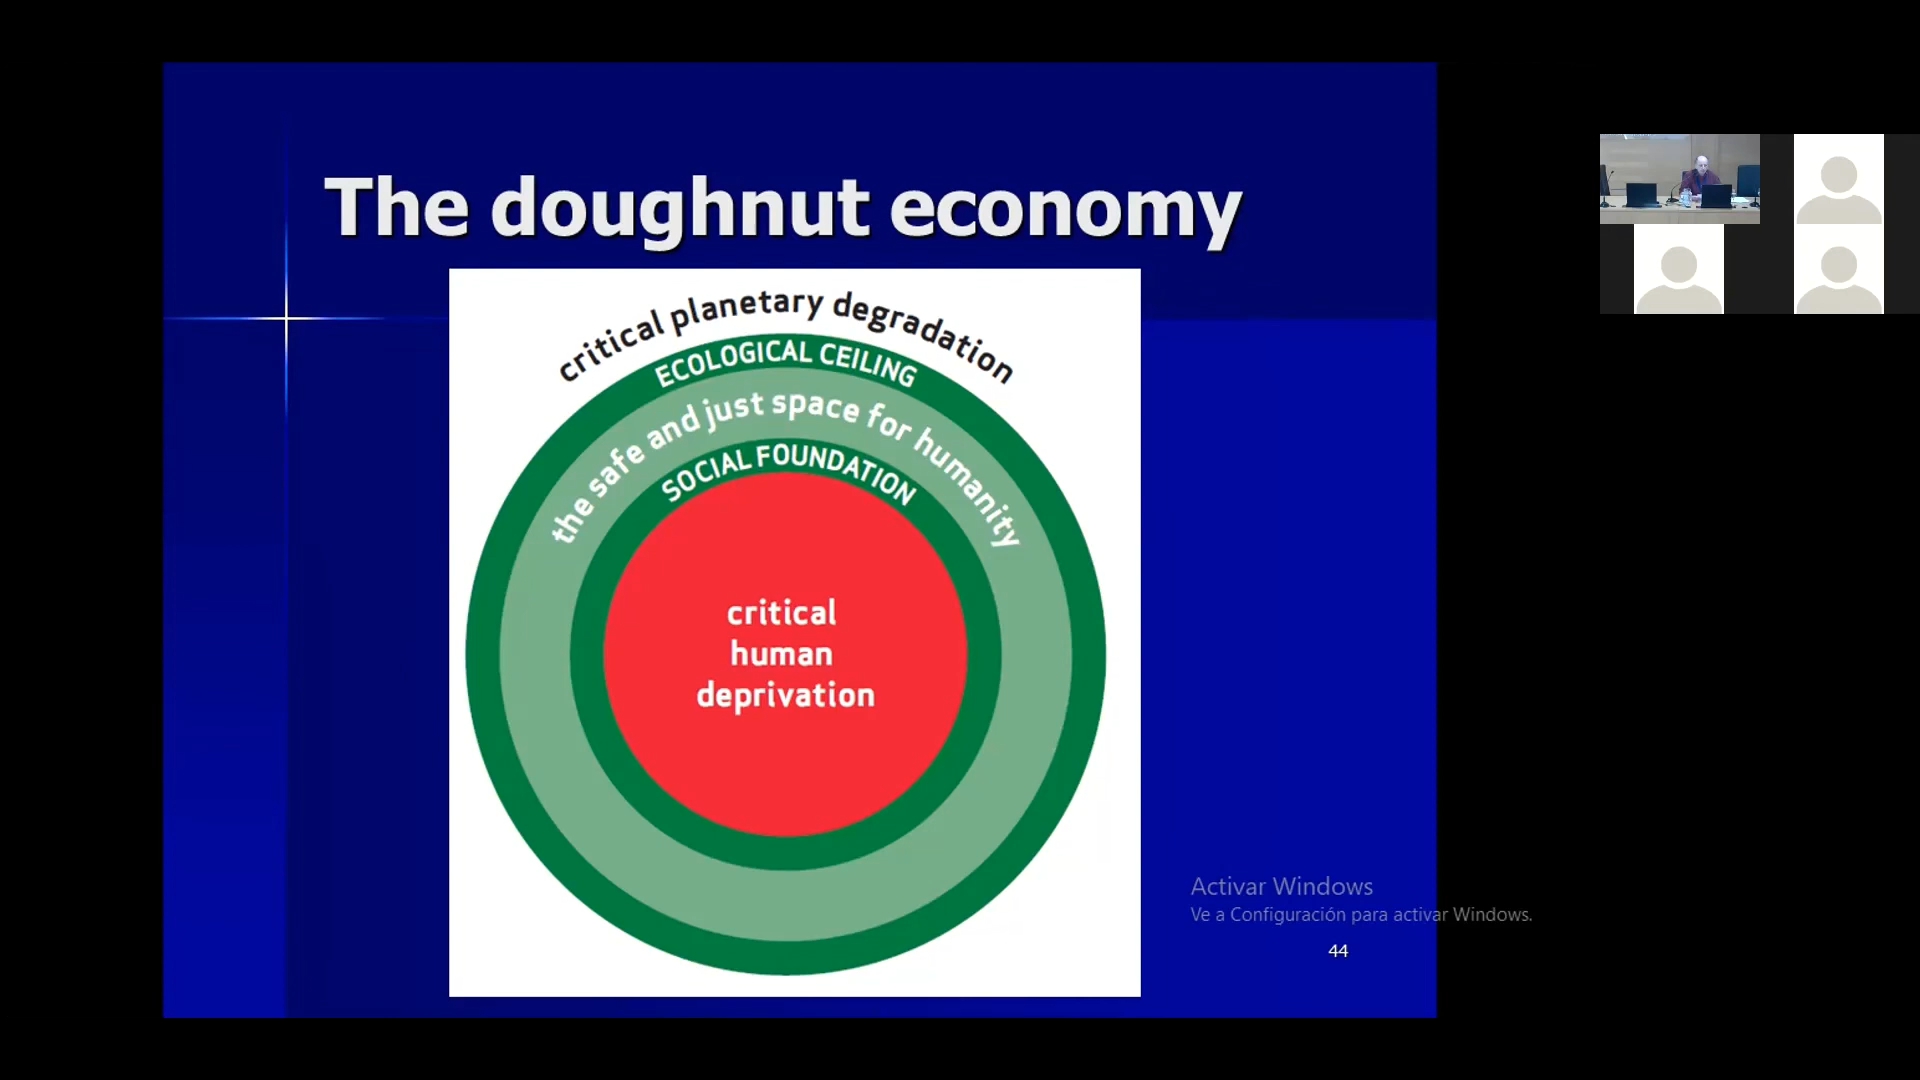 The doughnut economy
critical planetary degradation
ECOLOGICAL CEILING
the safe and just space for humanity
SOCIAL FOUNDATION
critical
human
deprivation
Activar Windows
Ve a Configuración para activar Windows.
44